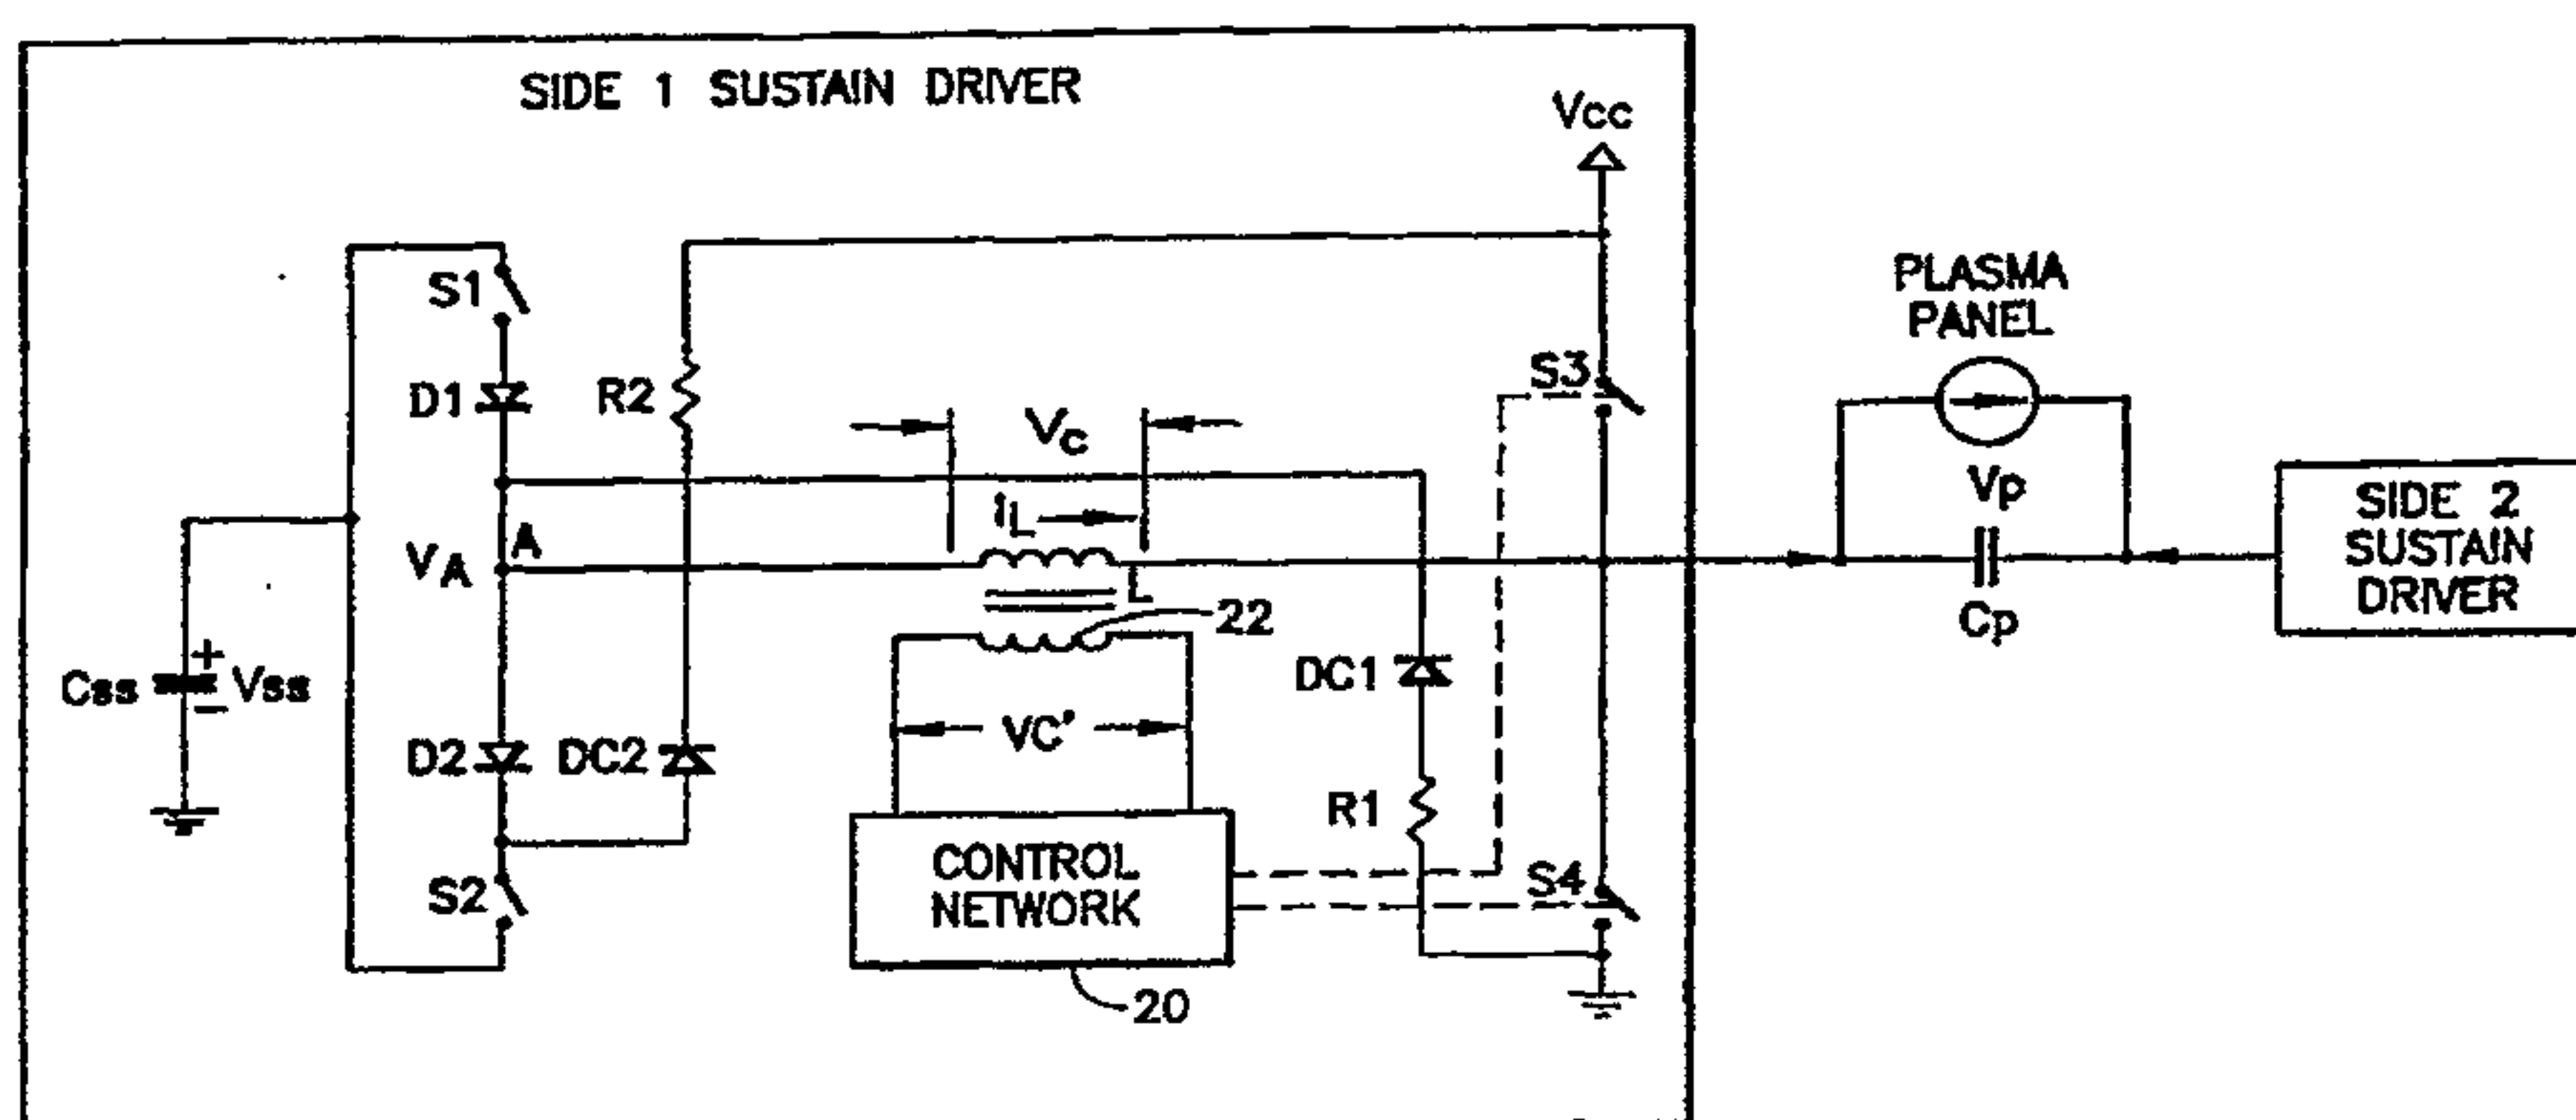 SIDE 1 SUSTAIN DRIVER
Vcc
S1
D1
R2
Vc
iL
S3
PLASMA
PANEL
Vp
Cp
SIDE 2
SUSTAIN
DRIVER
VA
A
L
22
Css
+
Vss
−
D2
DC2
VC'
DC1
R1
S2
CONTROL
NETWORK
S4
20